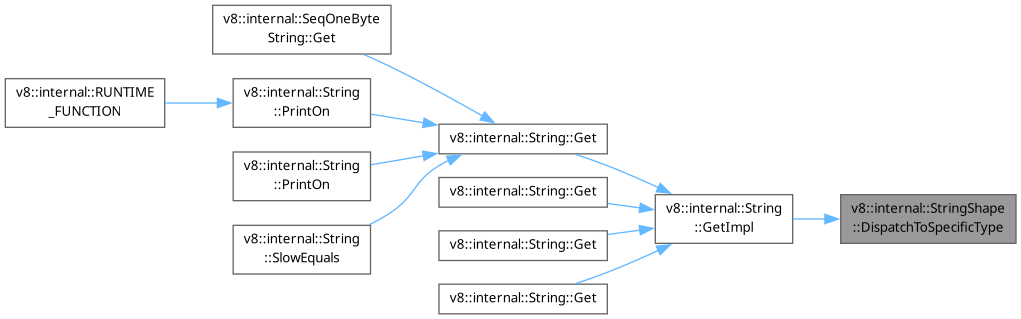 v8::internal::SeqOneByte
String::Get
v8::internal::RUNTIME
_FUNCTION
v8::internal::String
::PrintOn
v8::internal::String
::PrintOn
v8::internal::String
::SlowEquals
v8::internal::String::Get
v8::internal::String::Get
v8::internal::String::Get
v8::internal::String::Get
v8::internal::String
::GetImpl
v8::internal::StringShape
::DispatchToSpecificType